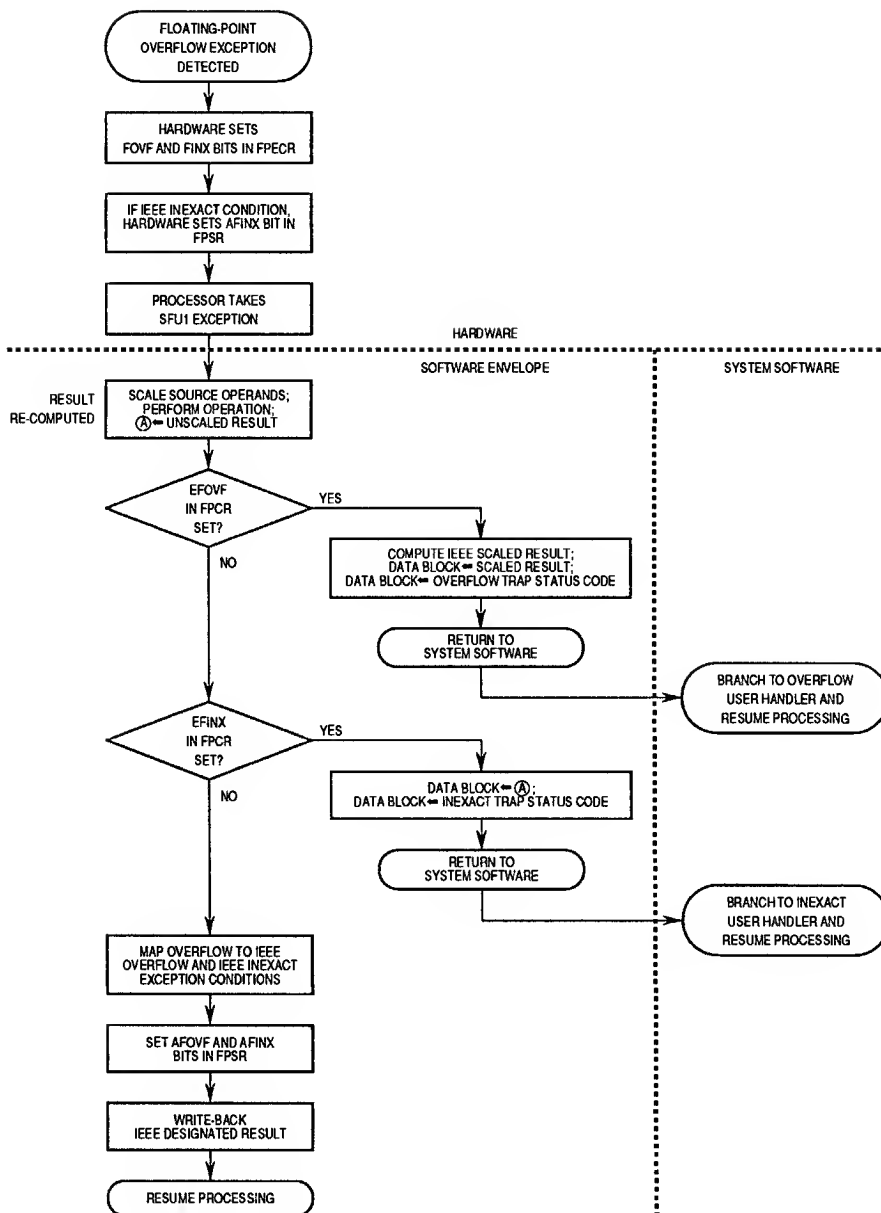 FLOATING-POINT
OVERFLOW EXCEPTION
DETECTED
HARDWARE SETS
FOVF AND FINX BITS IN FPECR
IF IEEE INEXACT CONDITION,
HARDWARE SETS AFINX BIT IN
FPSR
PROCESSOR TAKES
SFU1 EXCEPTION
HARDWARE
SOFTWARE ENVELOPE
SYSTEM SOFTWARE
RESULT
RE-COMPUTED
SCALE SOURCE OPERANDS;
PERFORM OPERATION;
Ⓐ⬅ UNSCALED RESULT
EFOVF
IN FPCR
SET?
YES
NO
COMPUTE IEEE SCALED RESULT;
DATA BLOCK⬅ SCALED RESULT;
DATA BLOCK⬅ OVERFLOW TRAP STATUS CODE
RETURN TO
SYSTEM SOFTWARE
BRANCH TO OVERFLOW
USER HANDLER AND
RESUME PROCESSING
EFINX
IN FPCR
SET?
YES
NO
DATA BLOCK⬅ Ⓐ;
DATA BLOCK⬅ INEXACT TRAP STATUS CODE
RETURN TO
SYSTEM SOFTWARE
BRANCH TO INEXACT
USER HANDLER AND
RESUME PROCESSING
MAP OVERFLOW TO IEEE
OVERFLOW AND IEEE INEXACT
EXCEPTION CONDITIONS
SET AFOVF AND AFINX
BITS IN FPSR
WRITE-BACK
IEEE DESIGNATED RESULT
RESUME PROCESSING